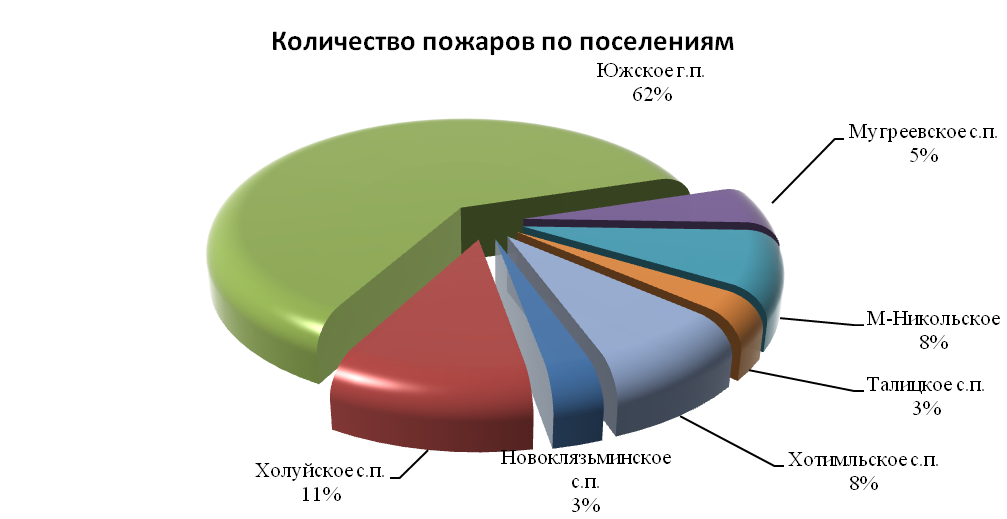 Количество пожаров по поселениям
Южское г.п.
62%
Мугреевское с.п.
5%
М-Никольское
8%
Талицкое с.п.
3%
Хотимльское с.п.
8%
Новоклязьминское
с.п.
3%
Холуйское с.п.
11%